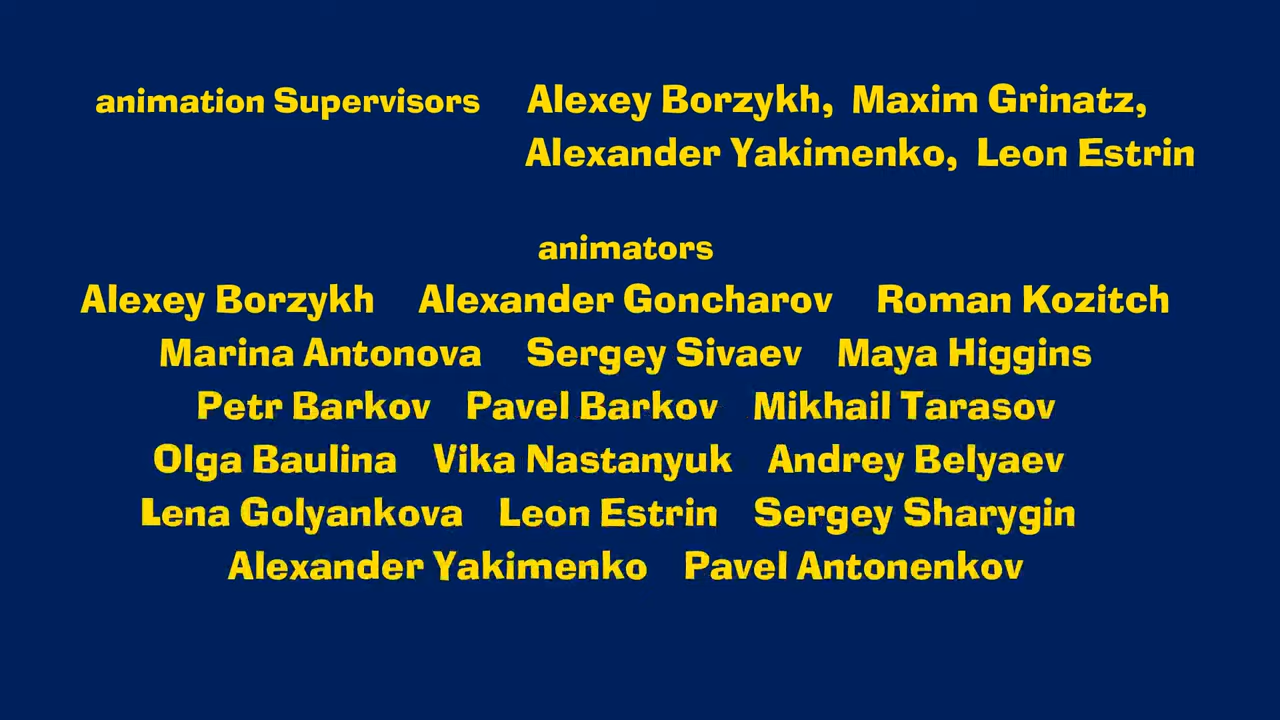 animation Supervisors Alexey Borzykh, Maxim Grinatz,
Alexander Yakimenko, Leon Estrin
animators
Alexey Borzykh Alexander Goncharov Roman Kozitch
Marina Antonova Sergey Sivaev Maya Higgins
Petr Barkov Pavel Barkov Mikhail Tarasov
Olga Baulina Vika Nastanyuk Andrey Belyaev
Lena Golyankova Leon Estrin Sergey Sharygin
Alexander Yakimenko Pavel Antonenkov